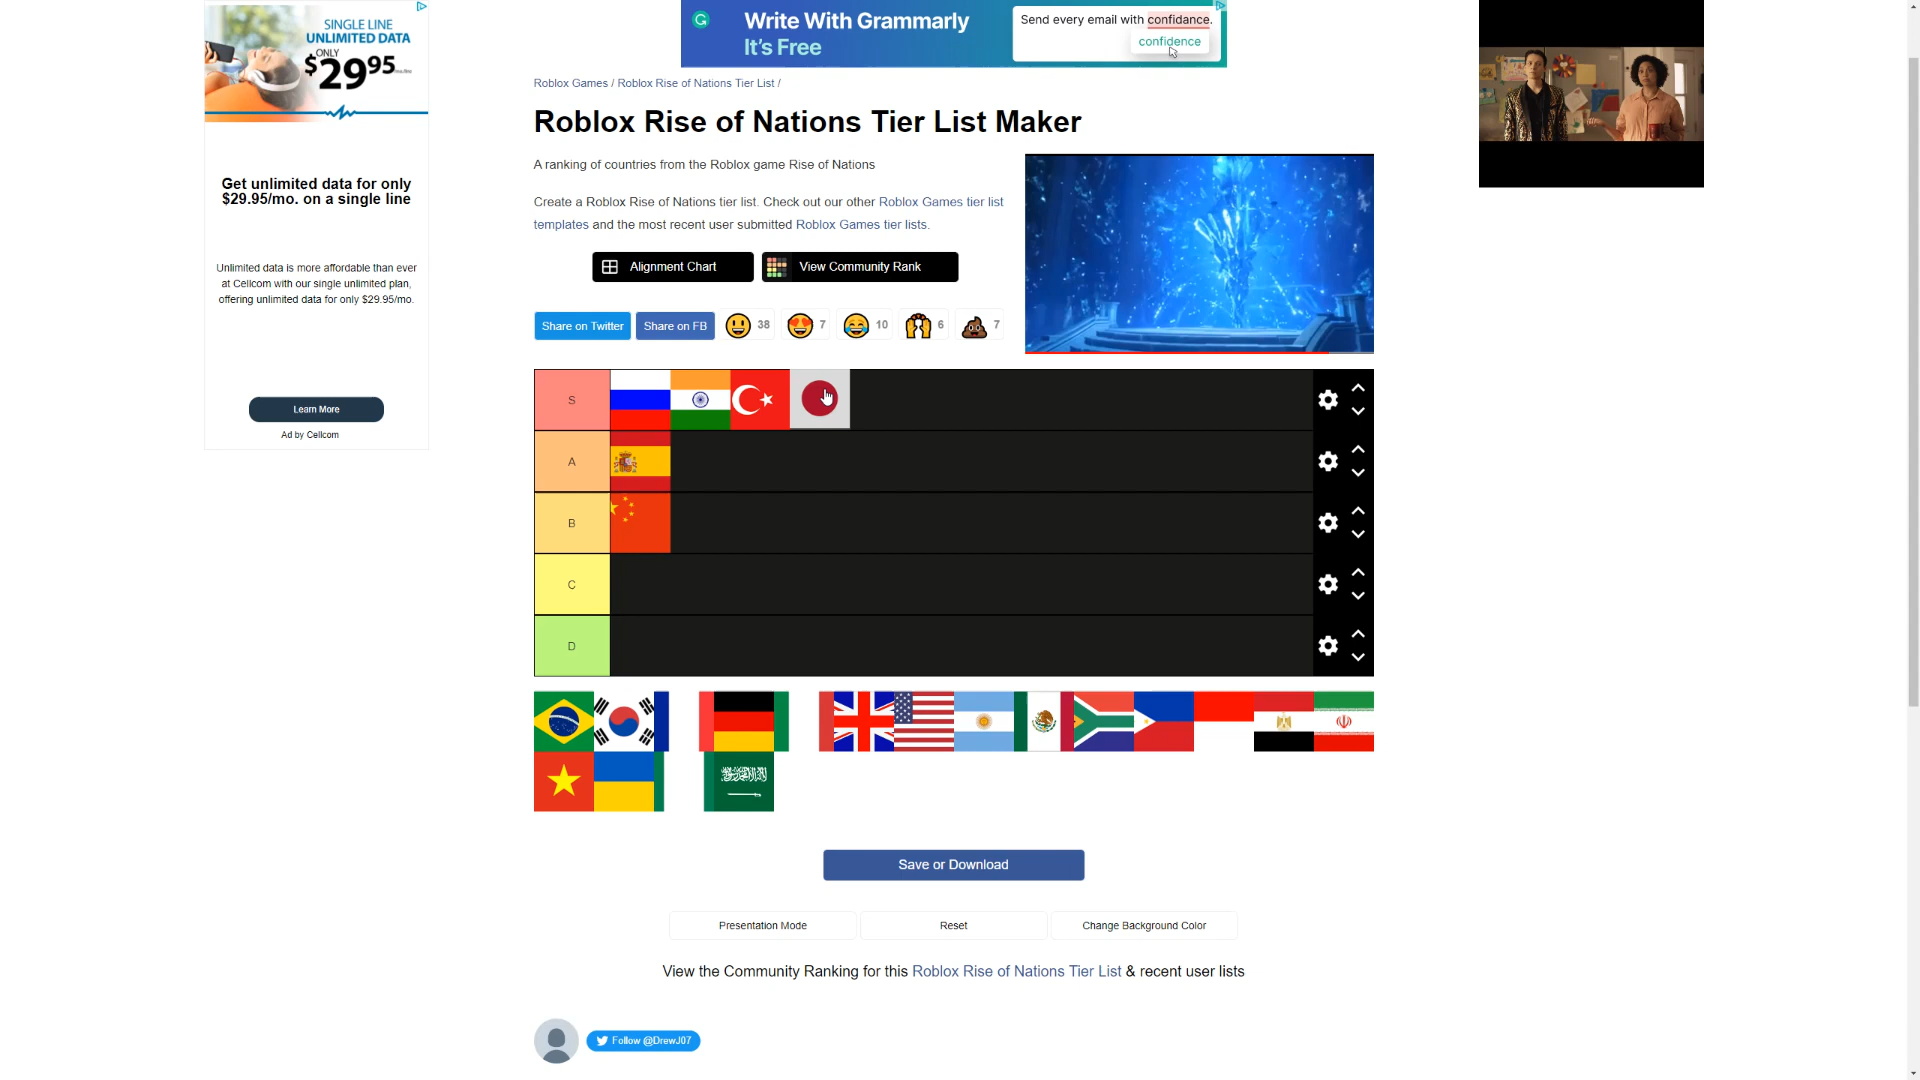 SINGLE LINE
UNLIMITED DATA
ONLY
$29.95
Write With Grammarly
It's Free
Send every email with confidance.
confidence
Roblox Games / Roblox Rise of Nations Tier List /
Roblox Rise of Nations Tier List Maker
A ranking of countries from the Roblox game Rise of Nations
Create a Roblox Rise of Nations tier list. Check out our other Roblox Games tier list
templates and the most recent user submitted Roblox Games tier lists.
Alignment Chart
View Community Rank
Share on Twitter
Share on FB
38
7
10
6
7
Get unlimited data for only
$29.95/mo. on a single line
Unlimited data is more affordable than ever
at Cellcom with our single unlimited plan,
offering unlimited data for only $29.95/mo.
Learn More
Ad by Cellcom
S
A
B
C
D
Save or Download
Presentation Mode
Reset
Change Background Color
View the Community Ranking for this Roblox Rise of Nations Tier List & recent user lists
Follow @DrewJ07